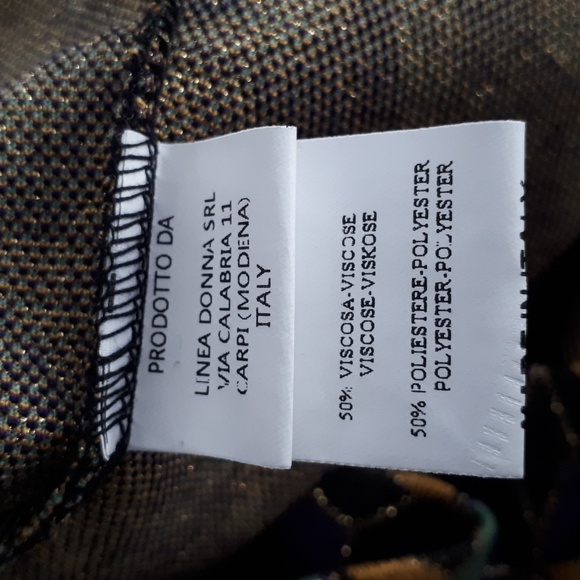 PRODOTTO DA
LINEA DONNA SRL
VIA CALABRIA 11
CARPI (MODENA)
ITALY
50% VISCOSA-VISCOSE
VISCOSE-VISKOSE
50% POLIESTERE-POLYESTER
POLYESTER-POLYESTER